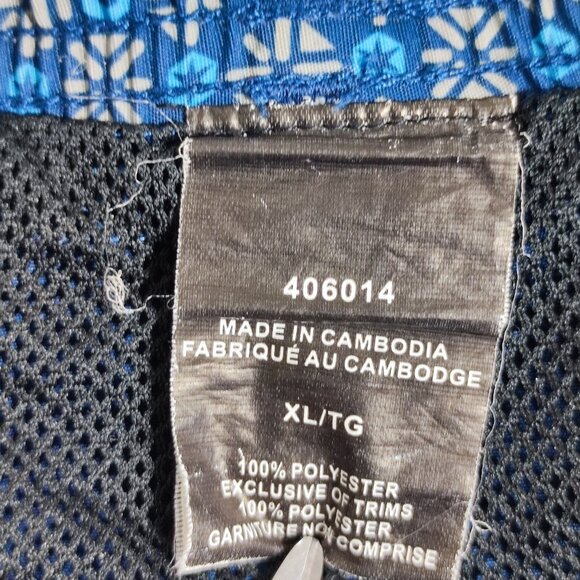 406014
MADE IN CAMBODIA
FABRIQUÉ AU CAMBODGE
XL/TG
100% POLYESTER
EXCLUSIVE OF TRIMS
100% POLYESTER
GARNITURE NON COMPRISE